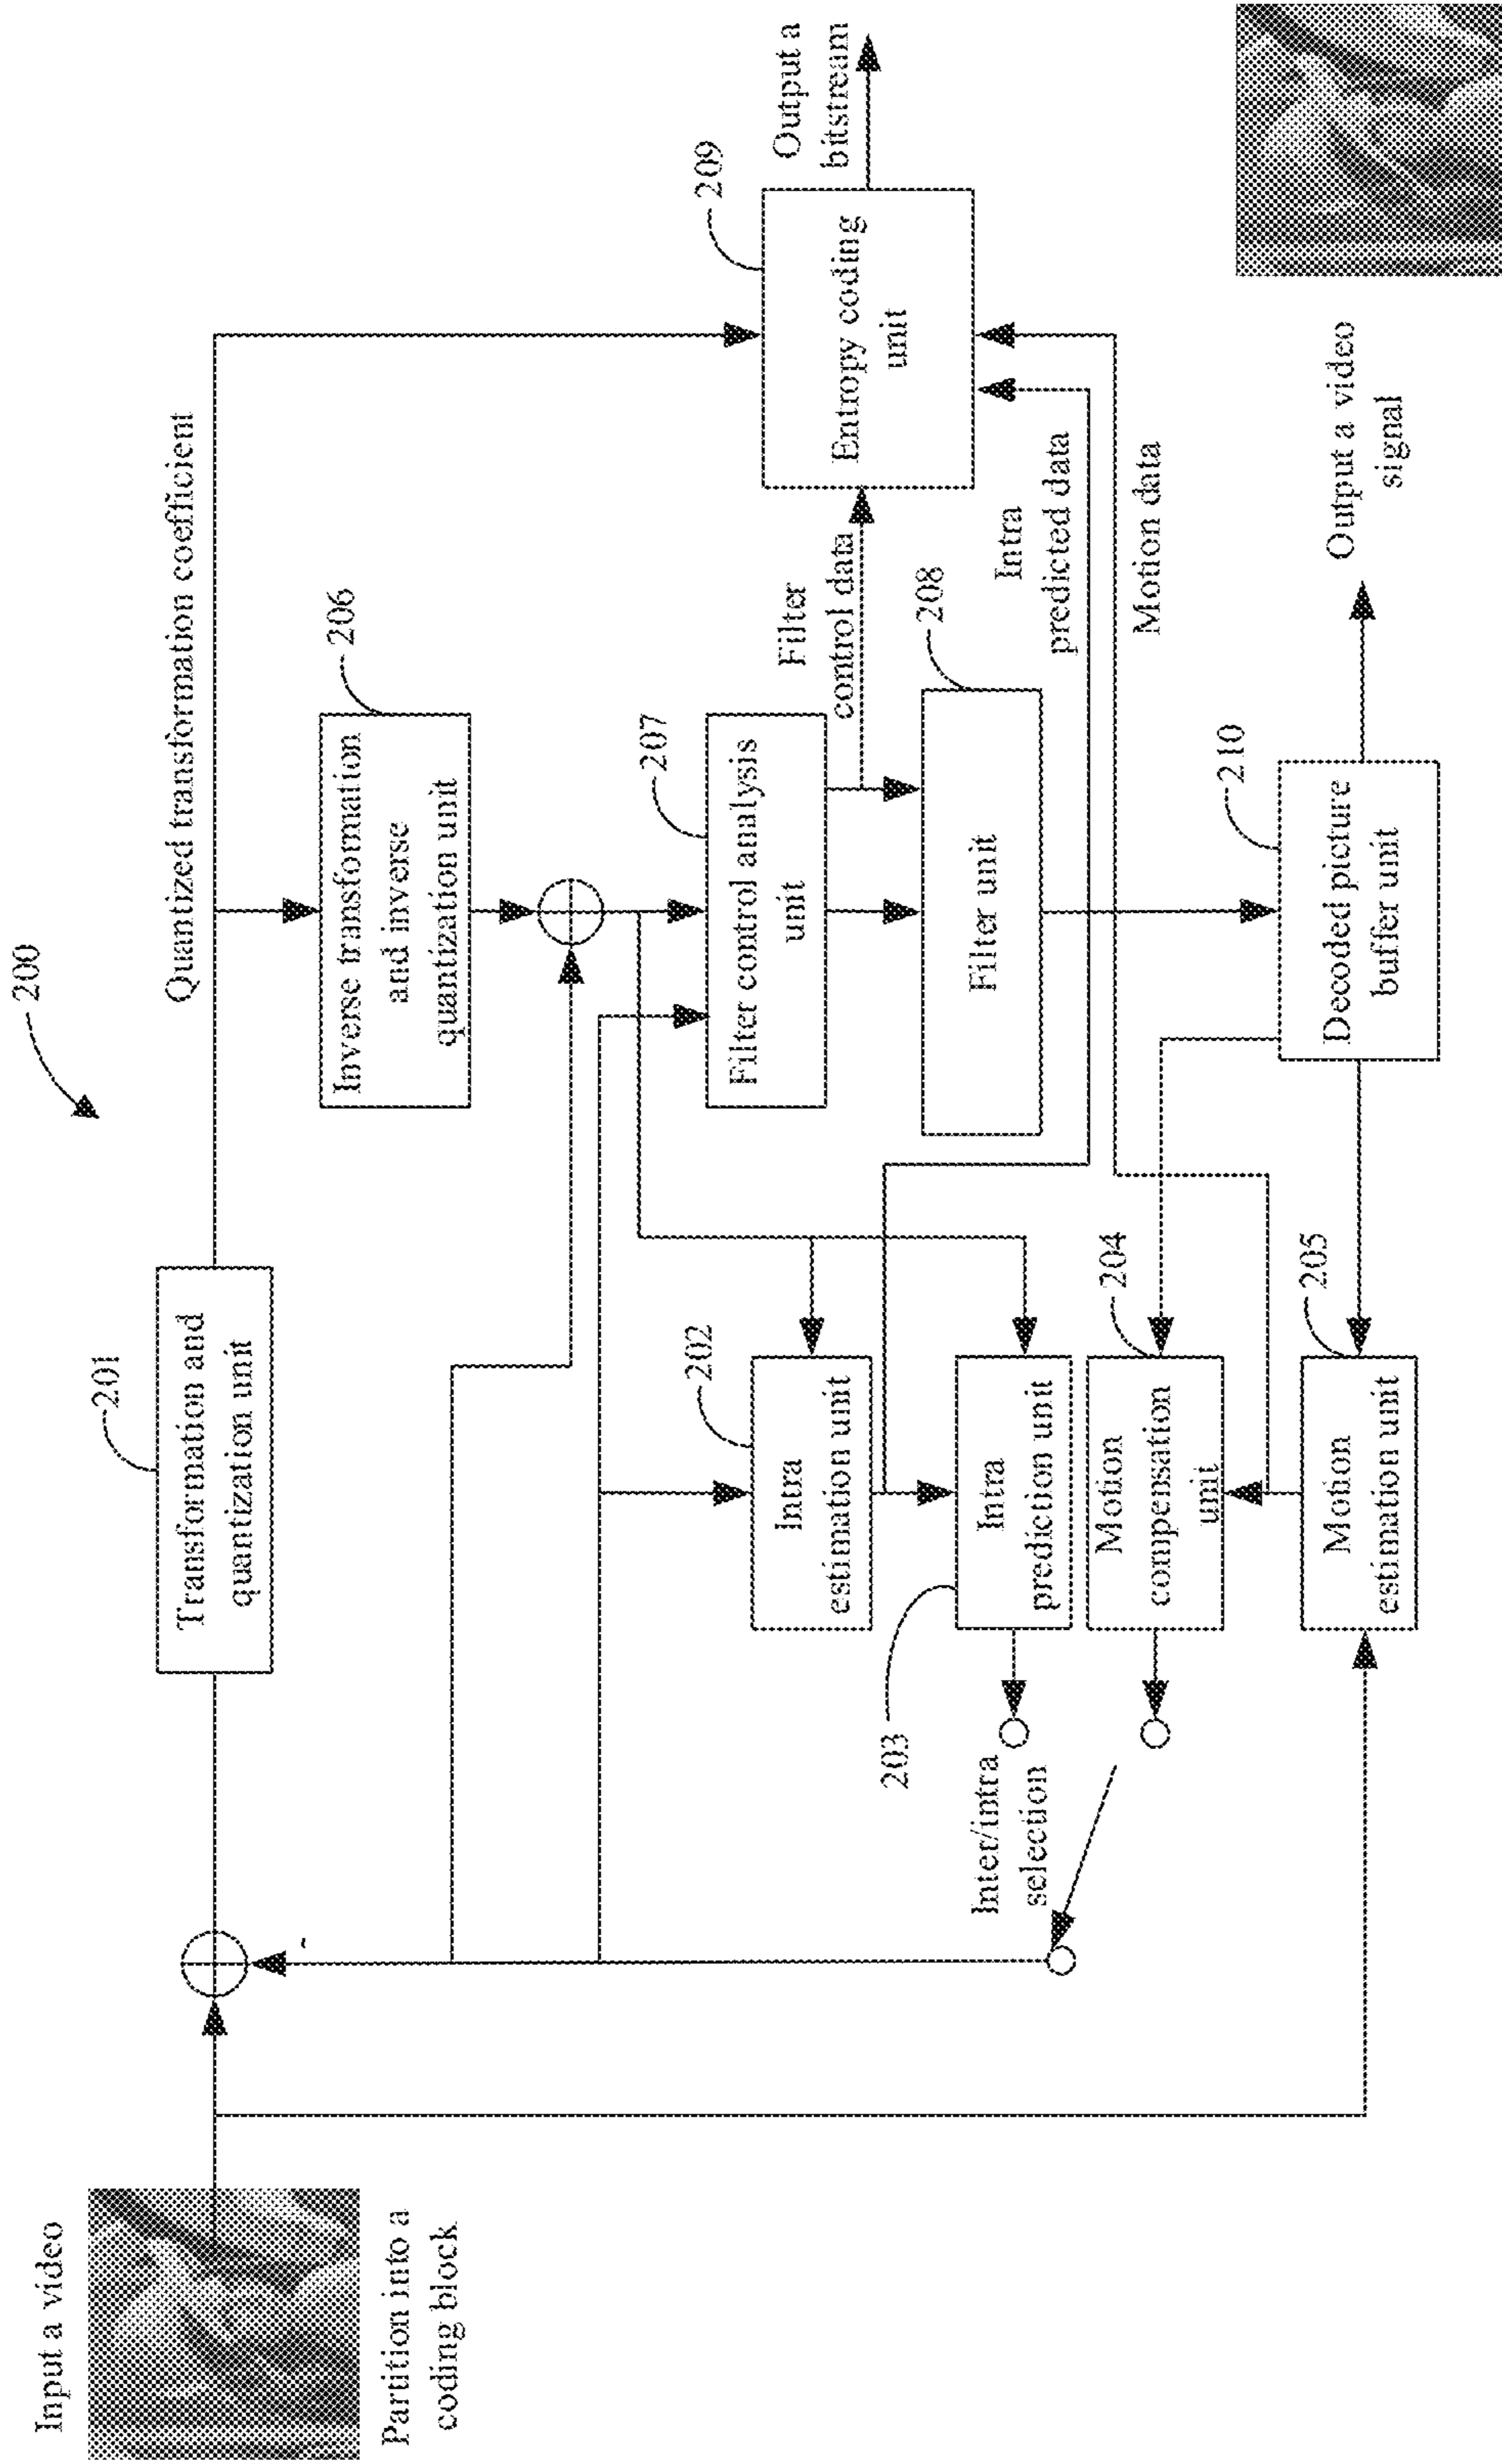 200
Input a video
Partition into a
coding block
201
Transformation and
quantization unit
Quantized transformation coefficient
206
Inverse transformation
and inverse
quantization unit
207
Filter control analysis
unit
Filter
control data
208
Filter unit
209
Entropy coding
unit
Output a
bitstream
202
Intra
estimation unit
203
Intra
prediction unit
Inter/intra
selection
204
Motion
compensation
unit
205
Motion
estimation unit
Intra
predicted data
Motion data
210
Decoded picture
buffer unit
Output a video
signal
-